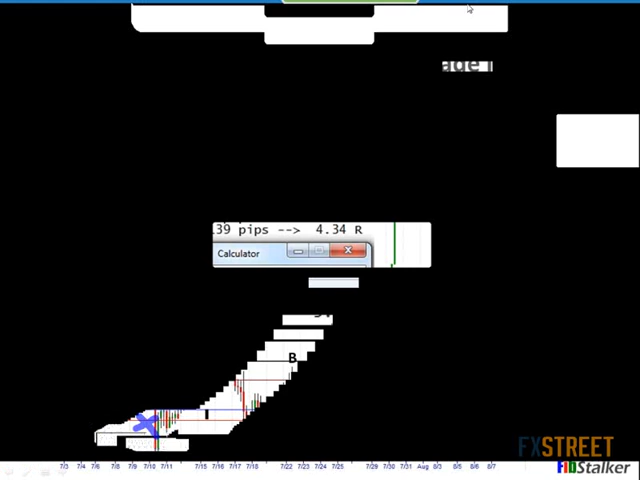 .39 pips --> 4.34 R
Calculator
B
FXSTREET
7/3 7/4 7/6 7/8 7/9 7/10 7/11 7/15 7/16 7/17 7/18 7/22 7/23 7/24 7/25 7/29 7/30 7/31 Aug 8/3 8/5 8/6 8/7
FIBStalker